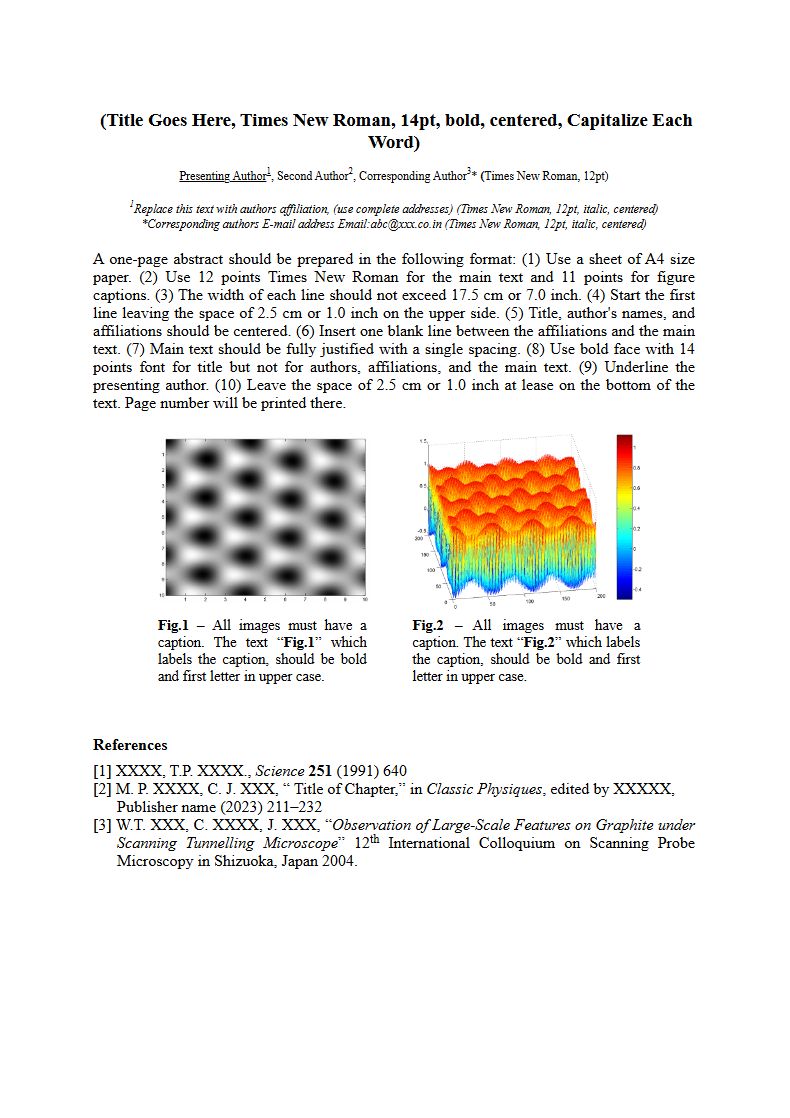 (Title Goes Here, Times New Roman, 14pt, bold, centered, Capitalize Each
Word)
Presenting Author1, Second Author2, Corresponding Author3* (Times New Roman, 12pt)
1Replace this text with authors affiliation, (use complete addresses) (Times New Roman, 12pt, italic, centered)
*Corresponding authors E-mail address Email:abc@xxx.co.in (Times New Roman, 12pt, italic, centered)
A one-page abstract should be prepared in the following format: (1) Use a sheet of A4 size
paper. (2) Use 12 points Times New Roman for the main text and 11 points for figure
captions. (3) The width of each line should not exceed 17.5 cm or 7.0 inch. (4) Start the first
line leaving the space of 2.5 cm or 1.0 inch on the upper side. (5) Title, author's names, and
affiliations should be centered. (6) Insert one blank line between the affiliations and the main
text. (7) Main text should be fully justified with a single spacing. (8) Use bold face with 14
points font for title but not for authors, affiliations, and the main text. (9) Underline the
presenting author. (10) Leave the space of 2.5 cm or 1.0 inch at lease on the bottom of the
text. Page number will be printed there.
1
2
3
4
5
6
7
8
9
10
1 2 3 4 5 6 7 8 9 10
1.5
1
0.5
0
-0.5
200
150
100
50
0
0 50 100 150 200
1
0.8
0.6
0.4
0.2
0
-0.2
-0.4
Fig.1 – All images must have a
caption. The text “Fig.1” which
labels the caption, should be bold
and first letter in upper case.
Fig.2 – All images must have a
caption. The text “Fig.2” which labels
the caption, should be bold and first
letter in upper case.
References
[1] XXXX, T.P. XXXX., Science 251 (1991) 640
[2] M. P. XXXX, C. J. XXX, “ Title of Chapter,” in Classic Physiques, edited by XXXXX,
Publisher name (2023) 211–232
[3] W.T. XXX, C. XXXX, J. XXX, “Observation of Large-Scale Features on Graphite under
Scanning Tunnelling Microscope” 12th International Colloquium on Scanning Probe
Microscopy in Shizuoka, Japan 2004.